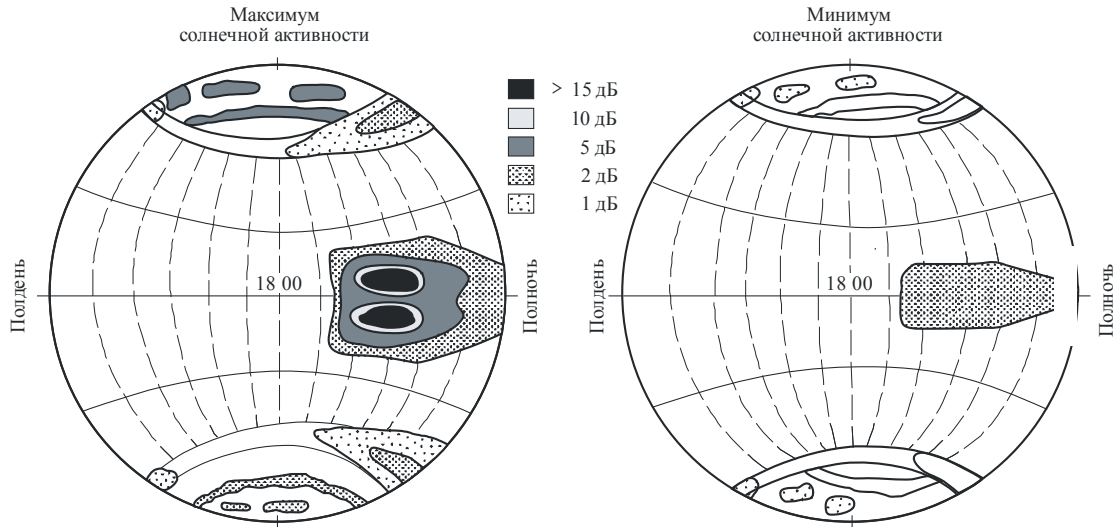 Максимум
солнечной активности
Минимум
солнечной активности
> 15 дБ
10 дБ
5 дБ
2 дБ
1 дБ
Полдень
18 00
Полночь
Полдень
18 00
Полночь